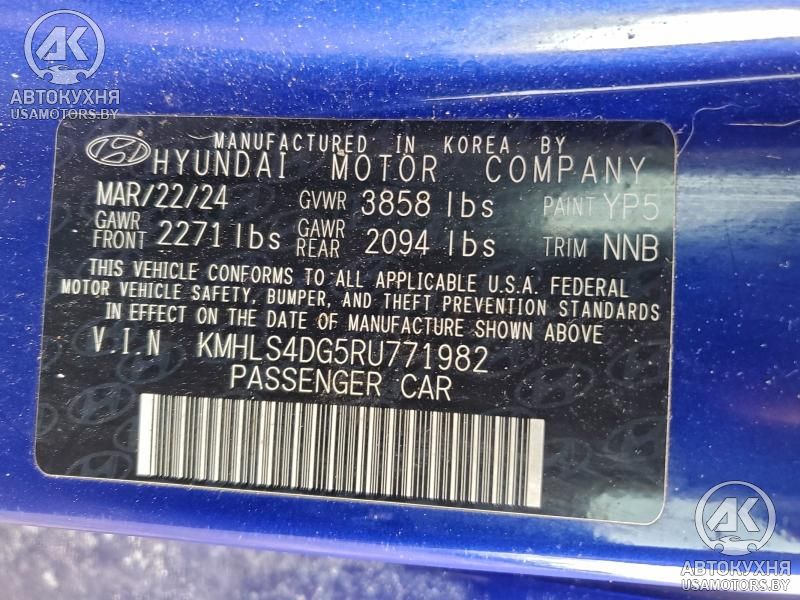 AK
АВТОКУХНЯ
USAMOTORS.BY
MANUFACTURED IN KOREA BY
HYUNDAI MOTOR COMPANY
MAR/22/24 GVWR 3858 lbs PAINT YP5
GAWR FRONT 2271 lbs GAWR REAR 2094 lbs TRIM NNB
THIS VEHICLE CONFORMS TO ALL APPLICABLE U.S.A. FEDERAL
MOTOR VEHICLE SAFETY, BUMPER, AND THEFT PREVENTION STANDARDS
IN EFFECT ON THE DATE OF MANUFACTURE SHOWN ABOVE
V.I.N KMHLS4DG5RU771982
PASSENGER CAR
AK
АВТОКУХНЯ
USAMOTORS.BY